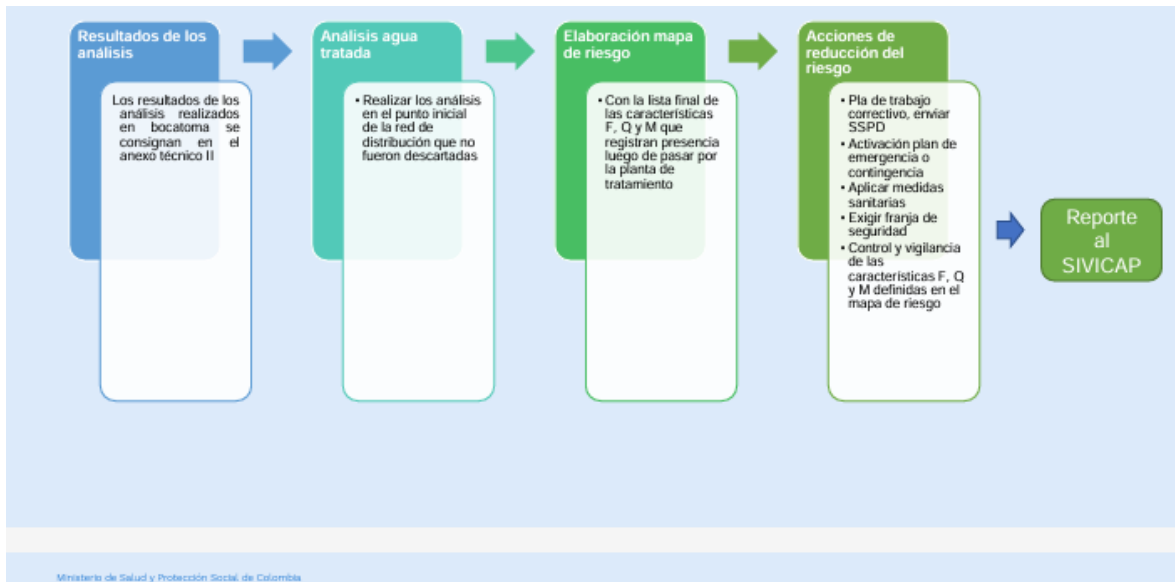 Resultados de los
análisis
Los resultados de los
análisis realizados
en bocatoma se
consignan en el
anexo técnico II
Análisis agua
tratada
• Realizar los análisis
en el punto inicial
de la red de
distribución que no
fueron descartadas
Elaboración mapa
de riesgo
• Con la lista final de
las características
F, Q y M que
registran presencia
luego de pasar por
la planta de
tratamiento
Acciones de
reducción del
riesgo
• Pla de trabajo
correctivo, enviar
SSPD
• Activación plan de
emergencia o
contingencia
• Aplicar medidas
sanitarias
• Exigir franja de
seguridad
• Control y vigilancia
de las
características F, Q
y M definidas en el
mapa de riesgo
Reporte
al
SIVICAP
Ministerio de Salud y Protección Social de Colombia